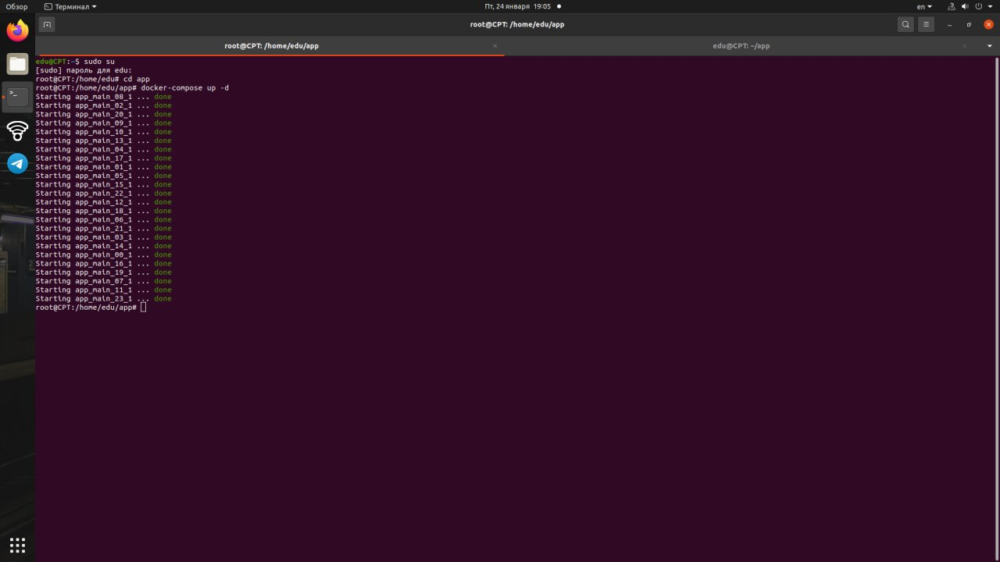 Обзор
Терминал
Пт, 24 января 19:05
en
root@CPT: /home/edu/app
root@CPT: /home/edu/app
edu@CPT: ~/app
edu@CPT:~$ sudo su
[sudo] пароль для edu:
root@CPT:/home/edu# cd app
root@CPT:/home/edu/app# docker-compose up -d
Starting app_main_08_1 ... done
Starting app_main_02_1 ... done
Starting app_main_20_1 ... done
Starting app_main_09_1 ... done
Starting app_main_10_1 ... done
Starting app_main_13_1 ... done
Starting app_main_04_1 ... done
Starting app_main_17_1 ... done
Starting app_main_01_1 ... done
Starting app_main_05_1 ... done
Starting app_main_15_1 ... done
Starting app_main_22_1 ... done
Starting app_main_12_1 ... done
Starting app_main_18_1 ... done
Starting app_main_06_1 ... done
Starting app_main_21_1 ... done
Starting app_main_03_1 ... done
Starting app_main_14_1 ... done
Starting app_main_00_1 ... done
Starting app_main_16_1 ... done
Starting app_main_19_1 ... done
Starting app_main_07_1 ... done
Starting app_main_11_1 ... done
Starting app_main_23_1 ... done
root@CPT:/home/edu/app#